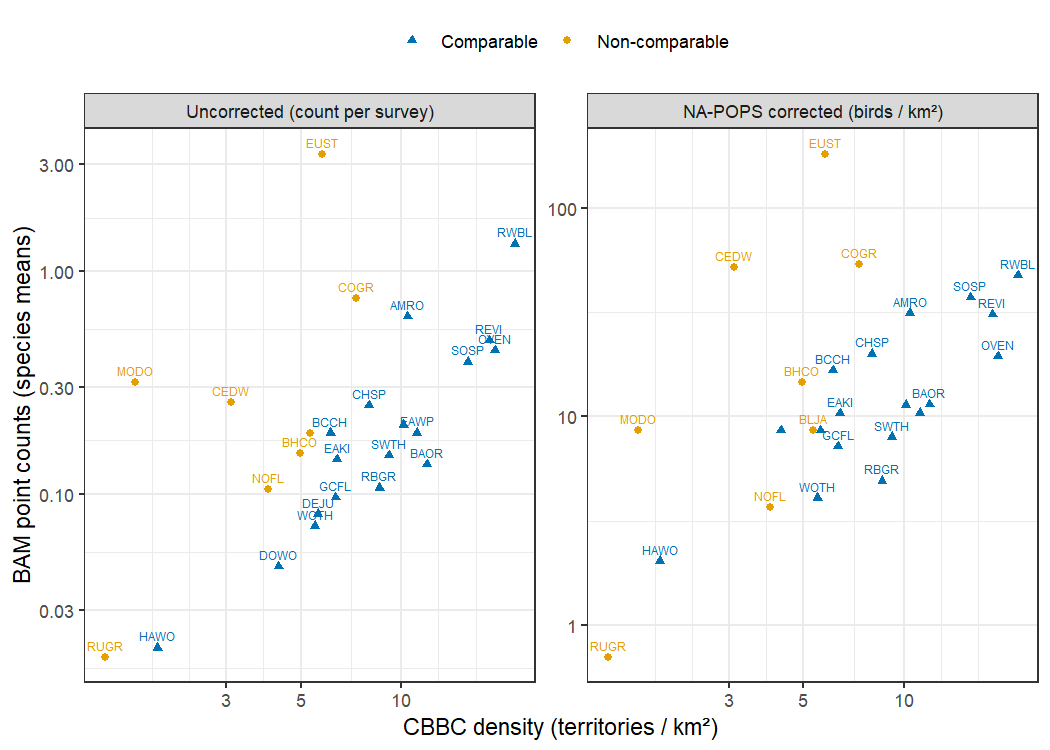 Comparable Non-comparable
Uncorrected (count per survey)
NA-POPS corrected (birds / km²)
BAM point counts (species means)
3.00
1.00
0.30
0.10
0.03
EUST
RWBL
COGR
AMRO
REVI
OVEN
SOSP
MODO
CEDW
CHSP
BCCH
EAWP
BHCO
EAKI
SWTH
BAOR
NOFL
RBGR
GCFL
DEJU
WOTH
DOWO
HAWO
RUGR
3 5 10
100
10
1
EUST
CEDW
COGR
RWBL
SOSP
REVI
AMRO
OVEN
CHSP
BCCH
BHCO
BAOR
EAKI
MODO
BLJA
SWTH
GCFL
RBGR
WOTH
NOFL
HAWO
RUGR
3 5 10
CBBC density (territories / km²)